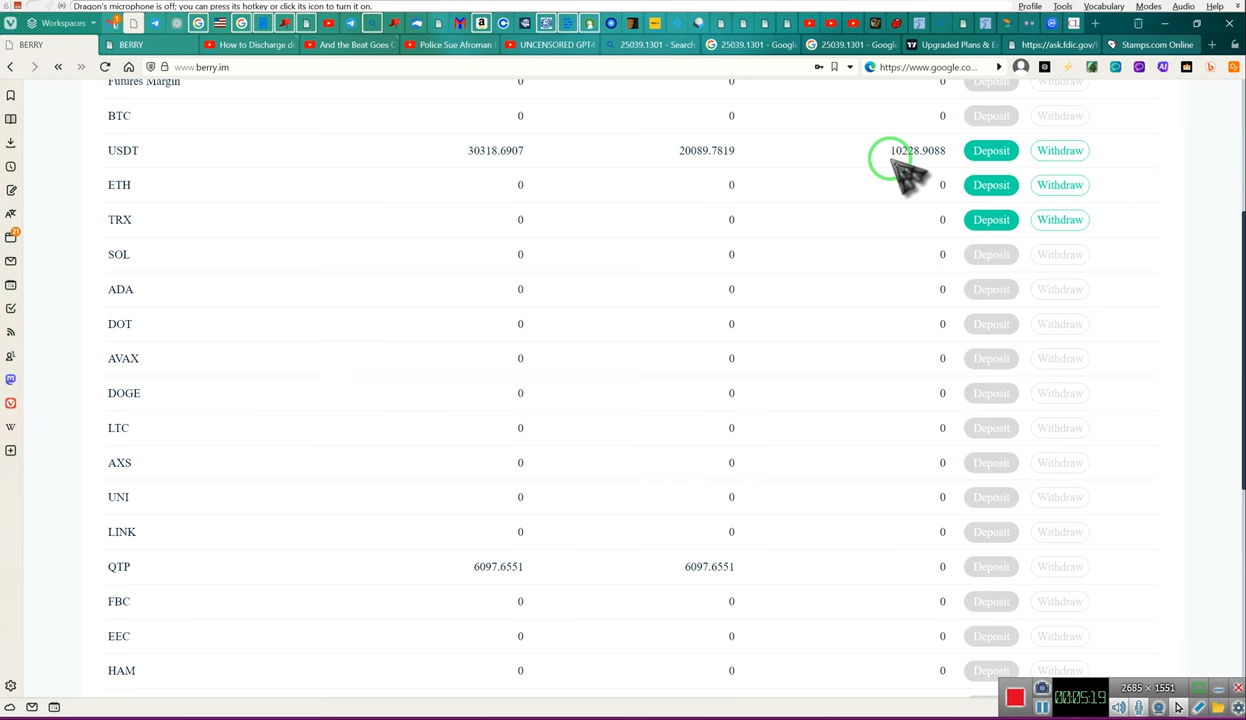 Dragon's microphone is off; you can press its hotkey or click its icon to turn it on.
Profile Tools Vocabulary Modes Audio Help
Workspaces
BERRY BERRY How to Discharge de And the Beat Goes C Police Sue Afroman UNCENSORED GPT-4 25039.1301 - Search 25039.1301 - Google 25039.1301 - Google Upgraded Plans & E https://ask.fdic.gov/f Stamps.com Online
www.berry.im https://www.google.co...
Futures Margin 0 0 0 Deposit Withdraw
BTC 0 0 0 Deposit Withdraw
USDT 30318.6907 20089.7819 10228.9088 Deposit Withdraw
ETH 0 0 0 Deposit Withdraw
TRX 0 0 0 Deposit Withdraw
SOL 0 0 0 Deposit Withdraw
ADA 0 0 0 Deposit Withdraw
DOT 0 0 0 Deposit Withdraw
AVAX 0 0 0 Deposit Withdraw
DOGE 0 0 0 Deposit Withdraw
LTC 0 0 0 Deposit Withdraw
AXS 0 0 0 Deposit Withdraw
UNI 0 0 0 Deposit Withdraw
LINK 0 0 0 Deposit Withdraw
QTP 6097.6551 6097.6551 0 Deposit Withdraw
FBC 0 0 0 Deposit Withdraw
EEC 0 0 0 Deposit Withdraw
HAM 0 0 0 Deposit Withdraw
2685 × 1551
00:05:19